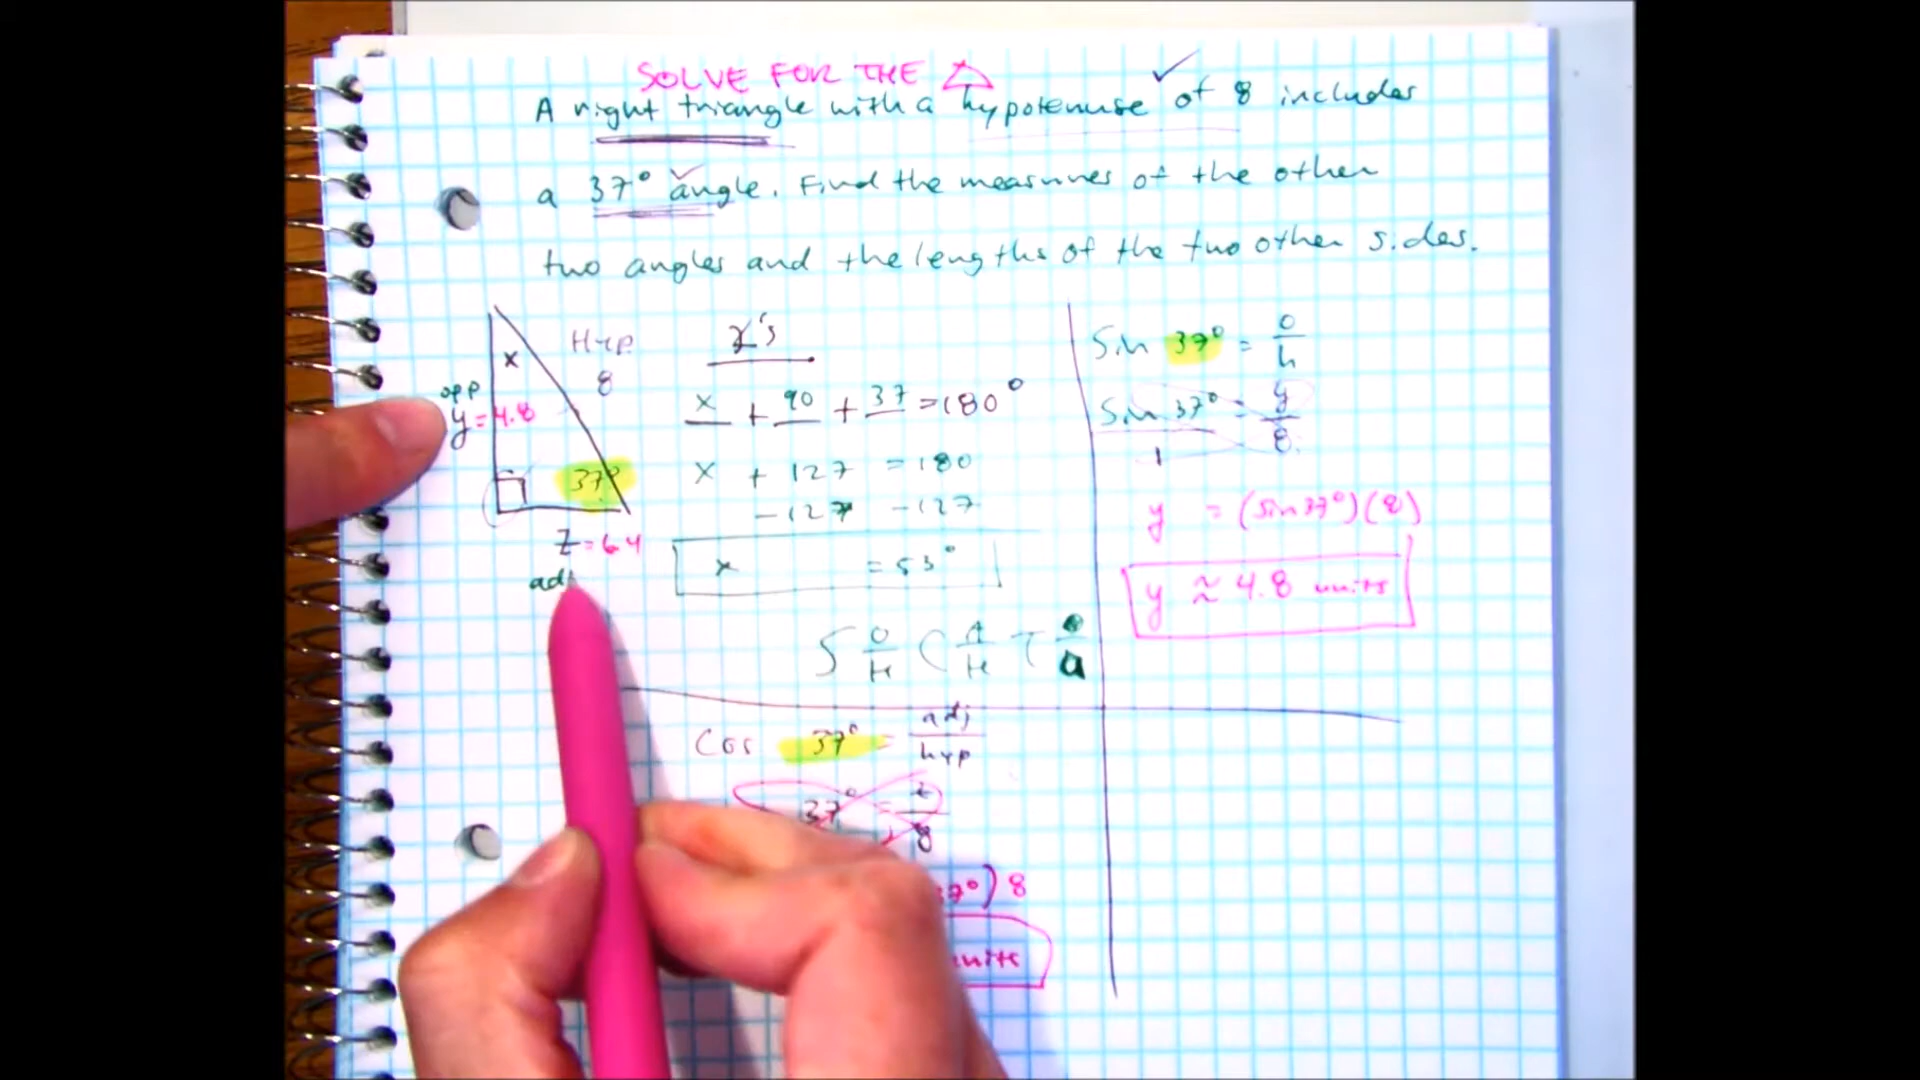 SOLVE FOR THE △
A right triangle with a hypotenuse of 8 includes
a 37° angle. Find the measures of the other
two angles and the lengths of the two other sides.
x
Hyp.
8
opp
y = 4.8
37°
z = 6.4
adj
∠'s
x + 90 + 37 = 180°
x + 127 = 180
-127 -127
x = 53°
S O/H C A/H T O/A
Sin 37° = o/h
Sin 37°/1 = y/8
y = (sin 37°)(8)
y ≈ 4.8 units
Cos 37° = adj/hyp
37° = z/8
37°) 8
units